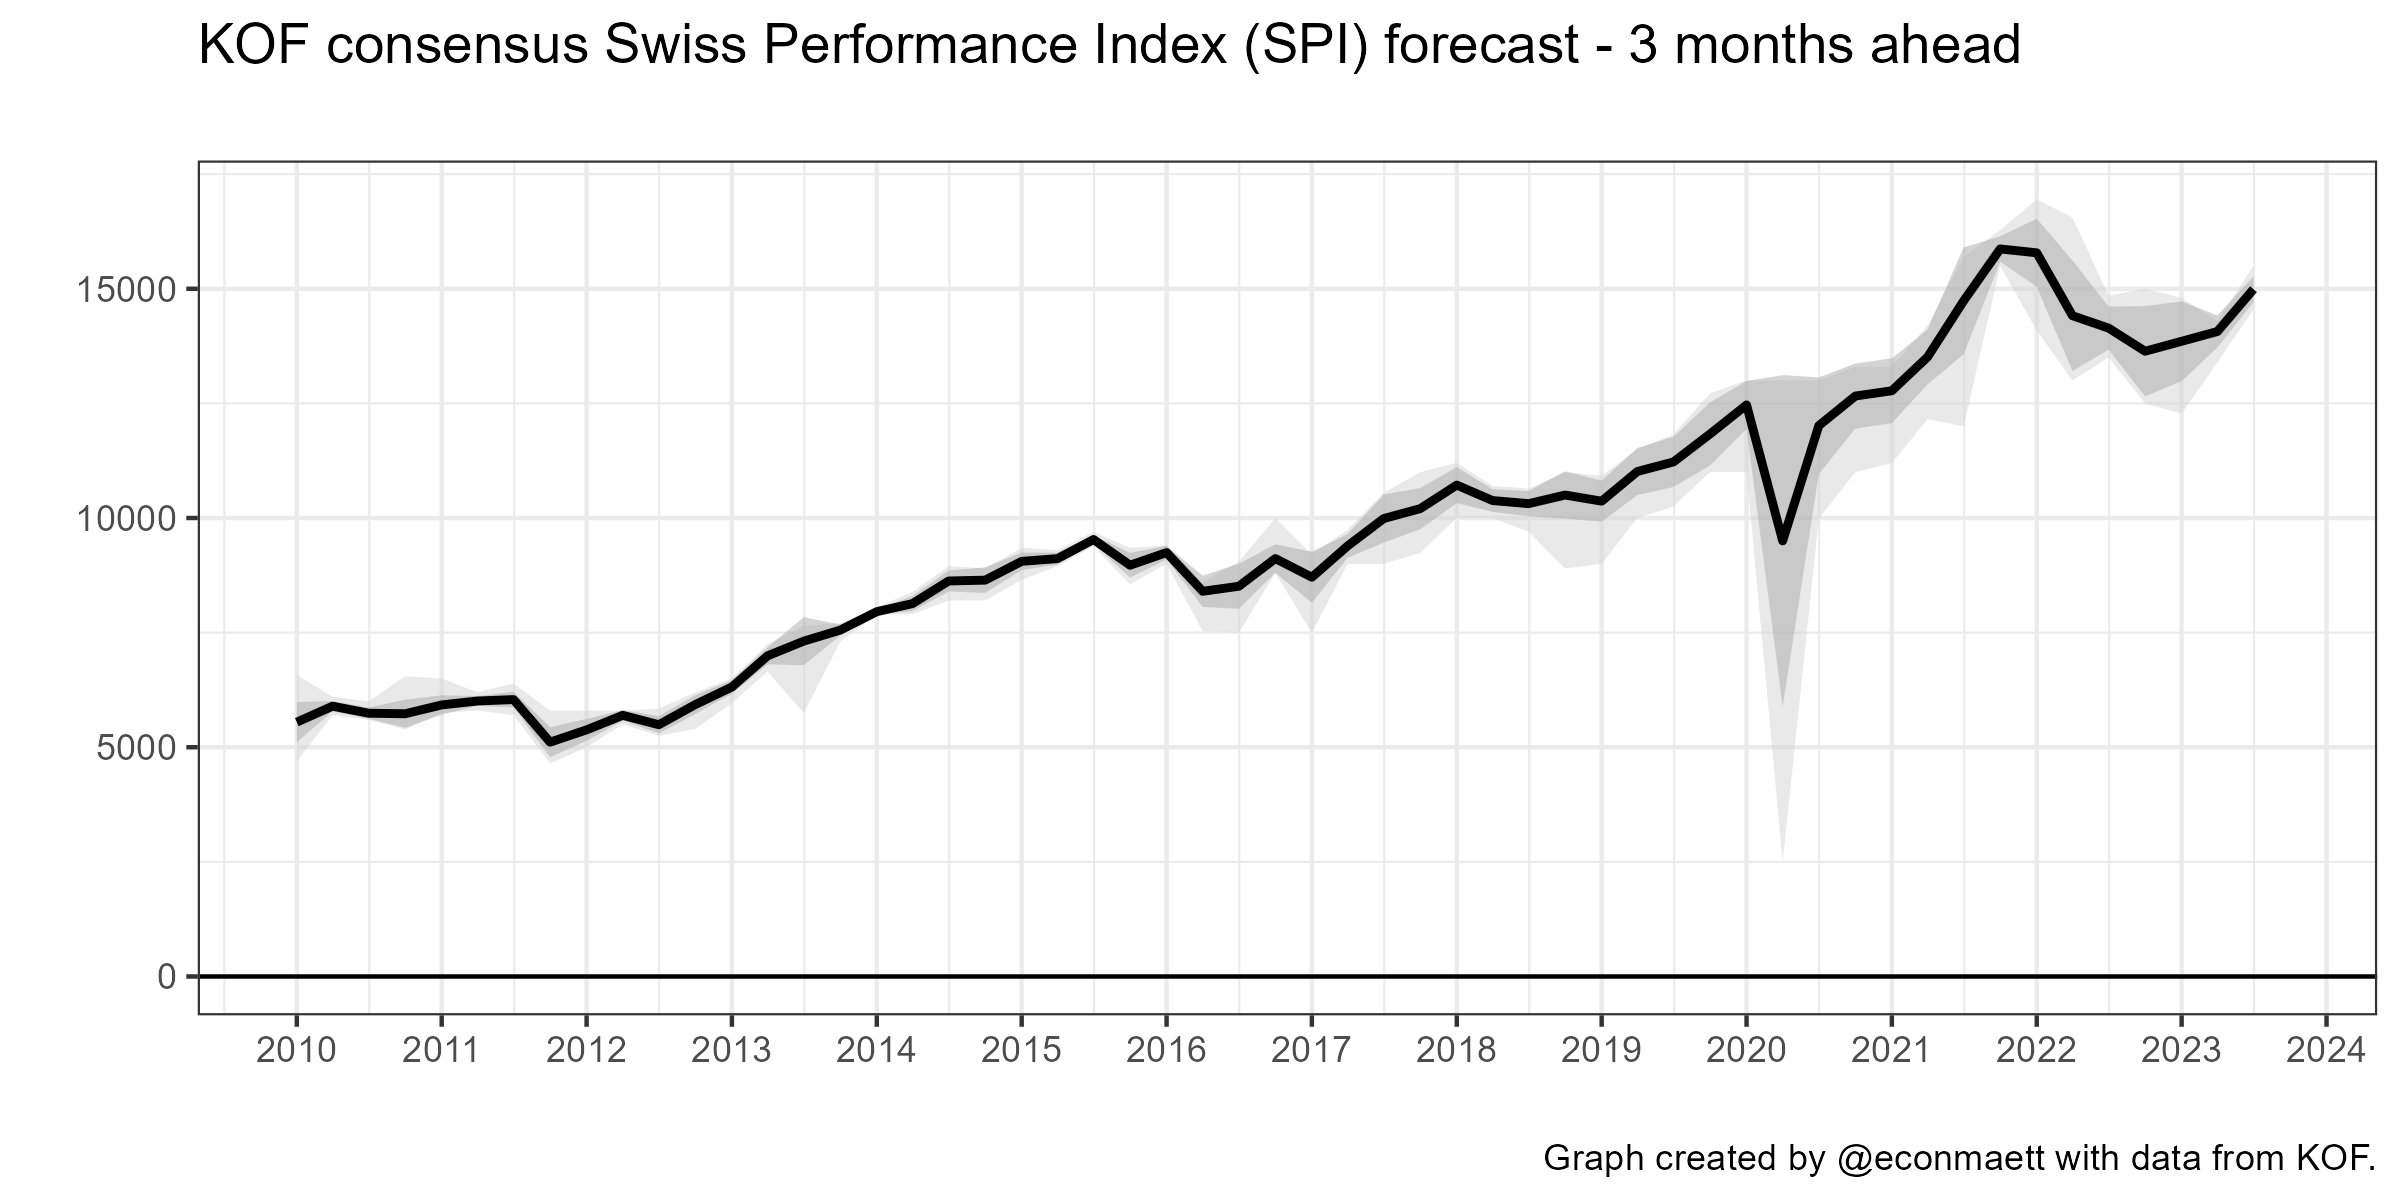 KOF consensus Swiss Performance Index (SPI) forecast - 3 months ahead
15000
10000
5000
0
2010 2011 2012 2013 2014 2015 2016 2017 2018 2019 2020 2021 2022 2023 2024
Graph created by @econmaett with data from KOF.